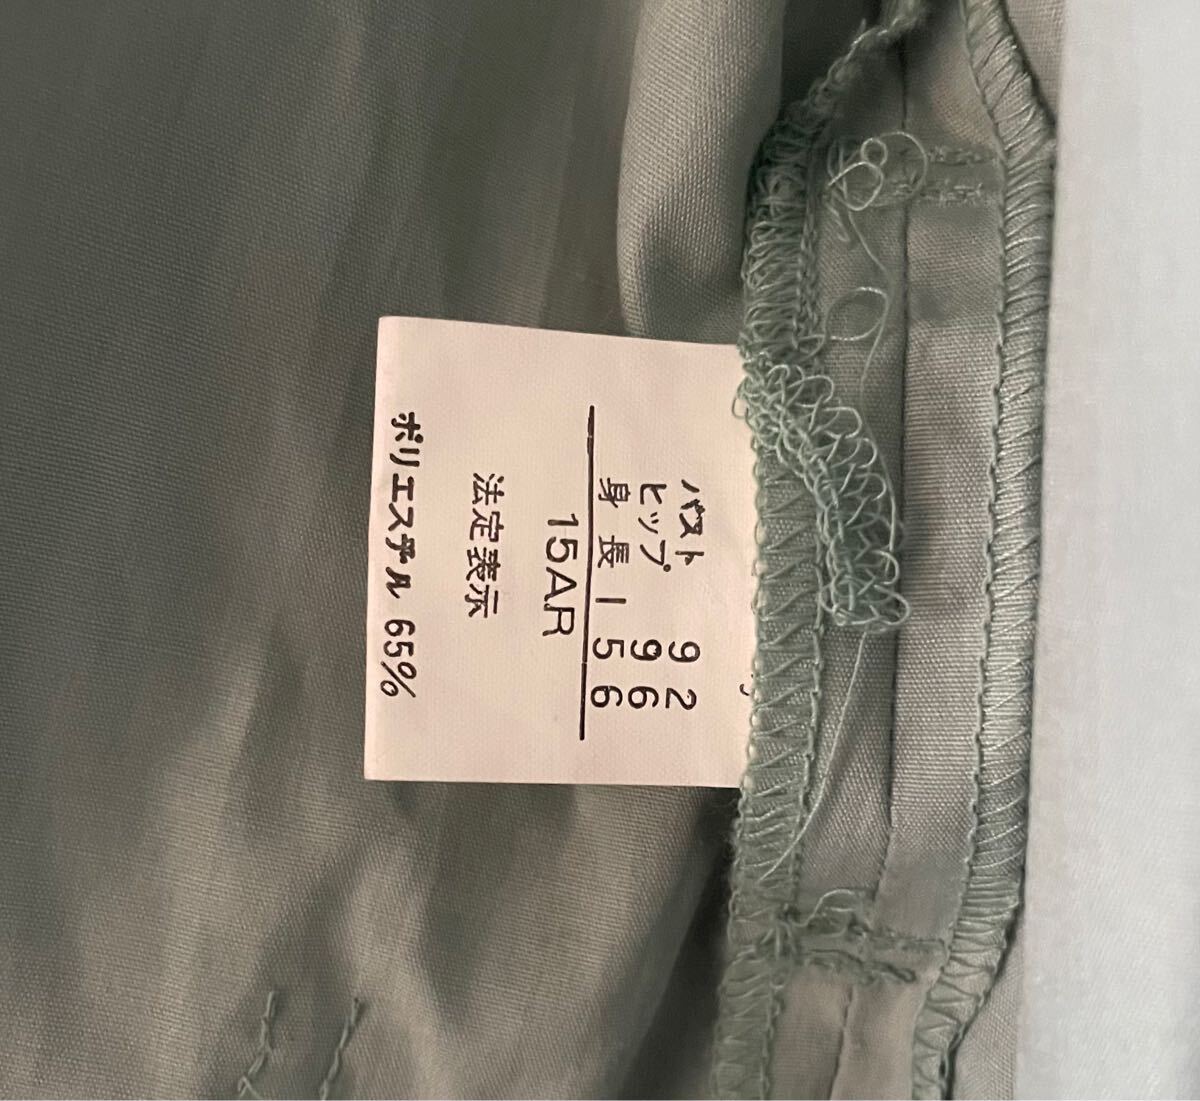 バスト 92
ヒップ 96
身長 156
15AR
法定表示
ポリエステル 65%